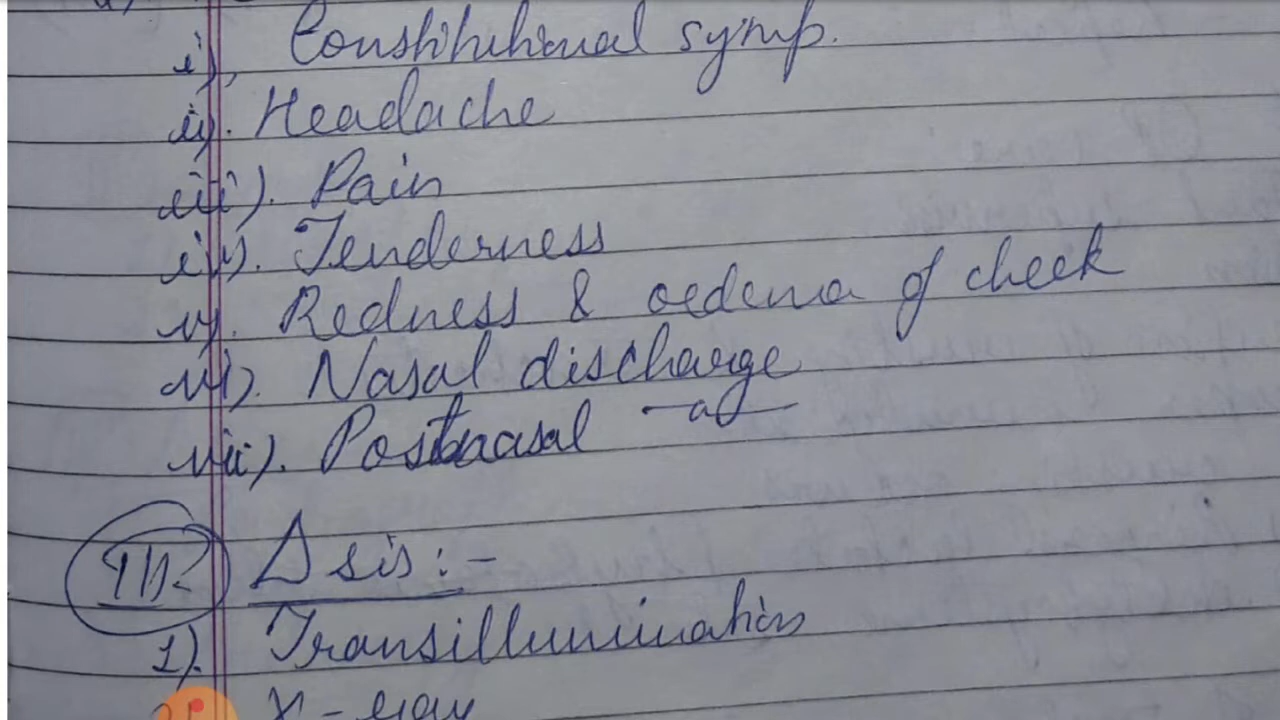 i), Constitutional symp.
ii). Headache
iii). Pain
iv). Tenderness
v). Redness & oedema of cheek
vi). Nasal discharge
vii). Postnasal —"—
Δsis :-
1). Transillumination
X-ray